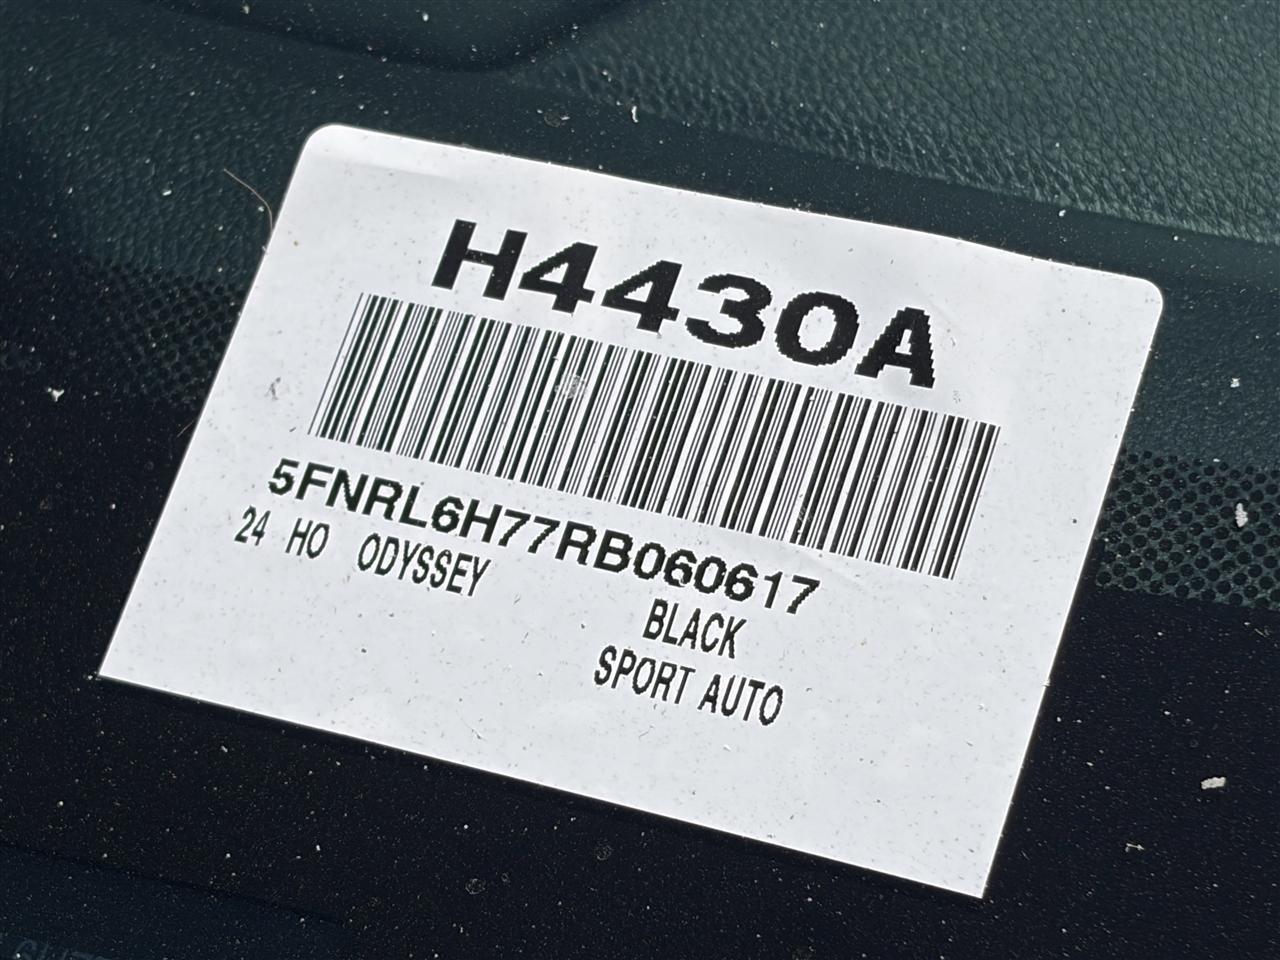 H4430A
5FNRL6H77RB060617
24 HO ODYSSEY
BLACK
SPORT AUTO